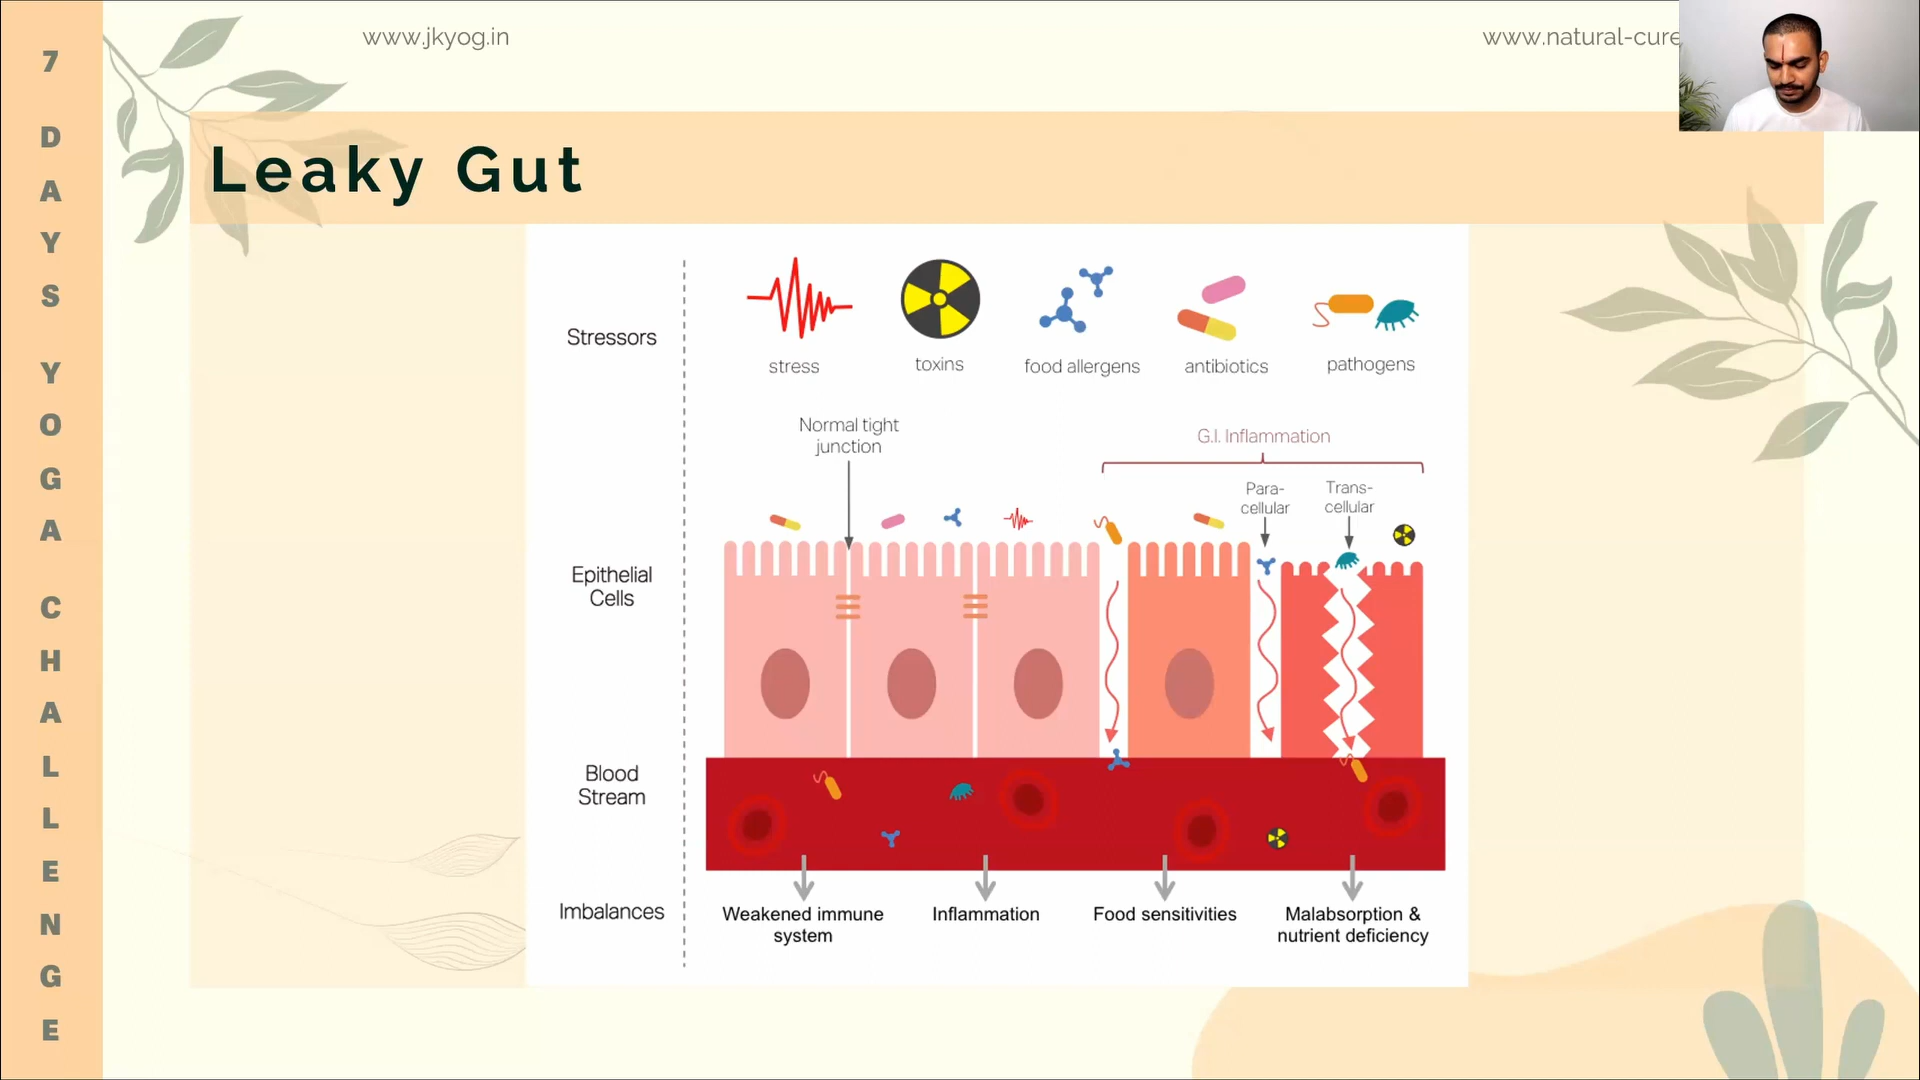 www.jkyog.in
www.natural-cure
7 DAYS YOGA CHALLENGE
Leaky Gut
Stressors
stress
toxins
food allergens
antibiotics
pathogens
Normal tight
junction
G.I. Inflammation
Para-
cellular
Trans-
cellular
Epithelial
Cells
Blood
Stream
Imbalances
Weakened immune
system
Inflammation
Food sensitivities
Malabsorption &
nutrient deficiency